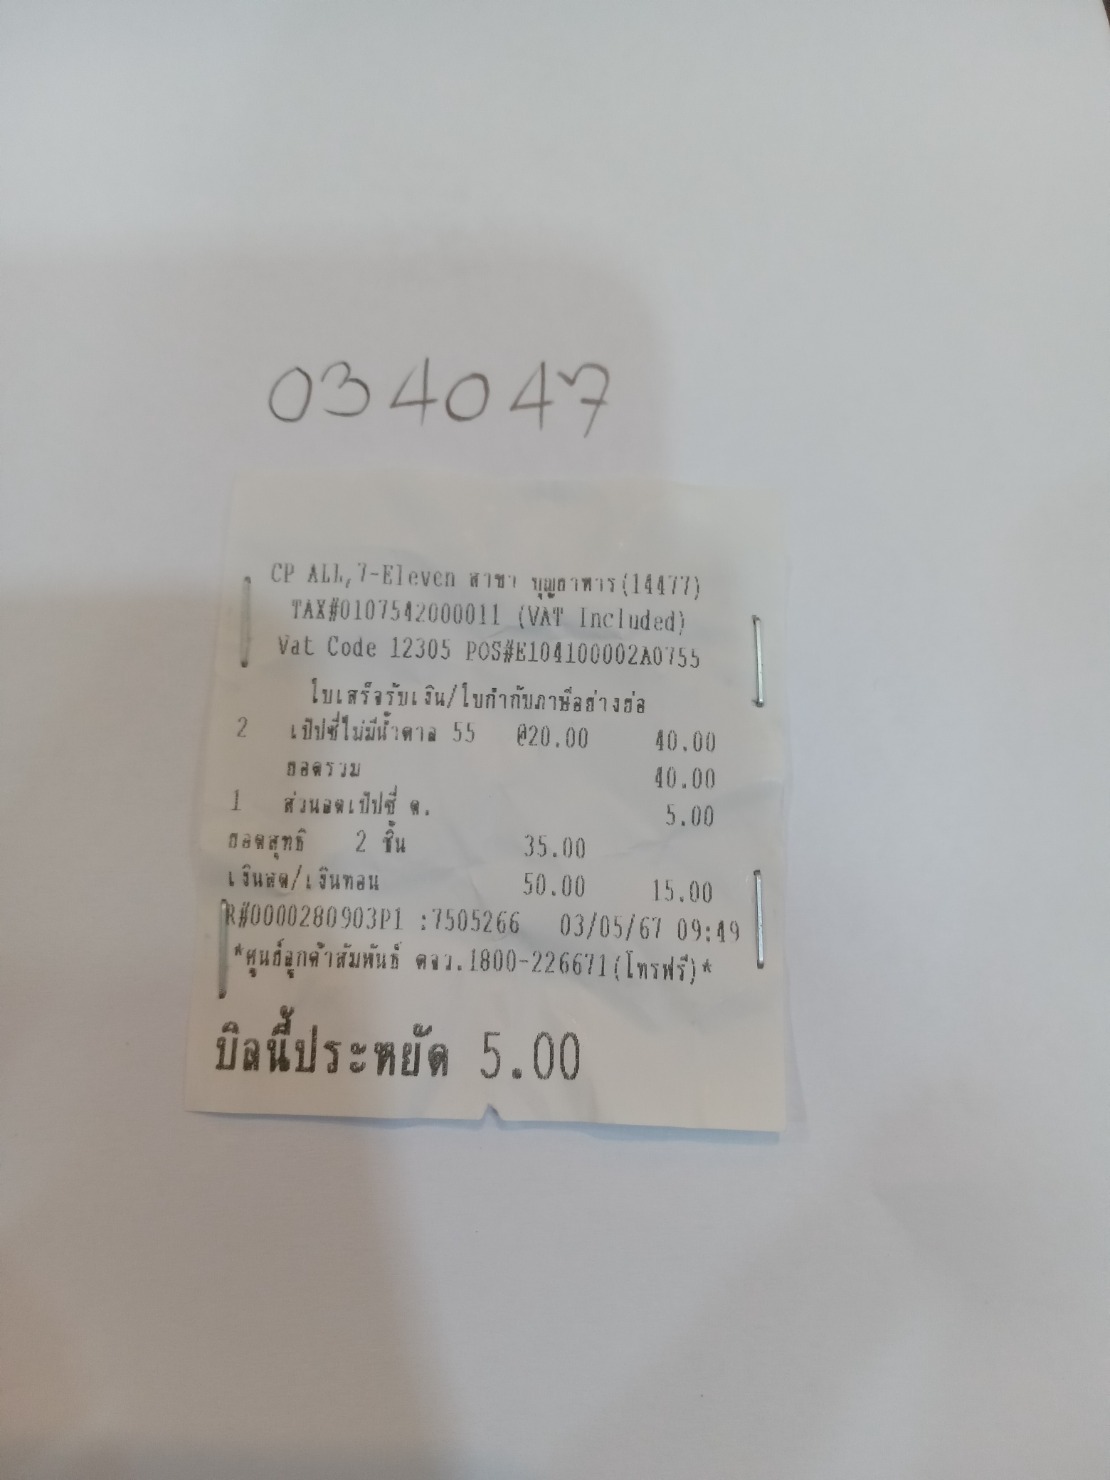 034047
CP ALL,7-Eleven สาขา บุญยาหาร(14477)
TAX#0107542000011 (VAT Included)
Vat Code 12305 POS#E104100002A0755
ใบเสร็จรับเงิน/ใบกำกับภาษีอย่างย่อ
2 เป๊ปซี่ไม่มีน้ำตาล 55 @20.00 40.00
ยอดรวม 40.00
1 ส่วนลดเป๊ปซี่ ต. 5.00
ยอดสุทธิ 2 ชิ้น 35.00
เงินสด/เงินทอน 50.00 15.00
R#0000280903P1 :7505266 03/05/67 09:49
*ศูนย์ลูกค้าสัมพันธ์ ตจว.1800-226671(โทรฟรี)*
บิลนี้ประหยัด 5.00